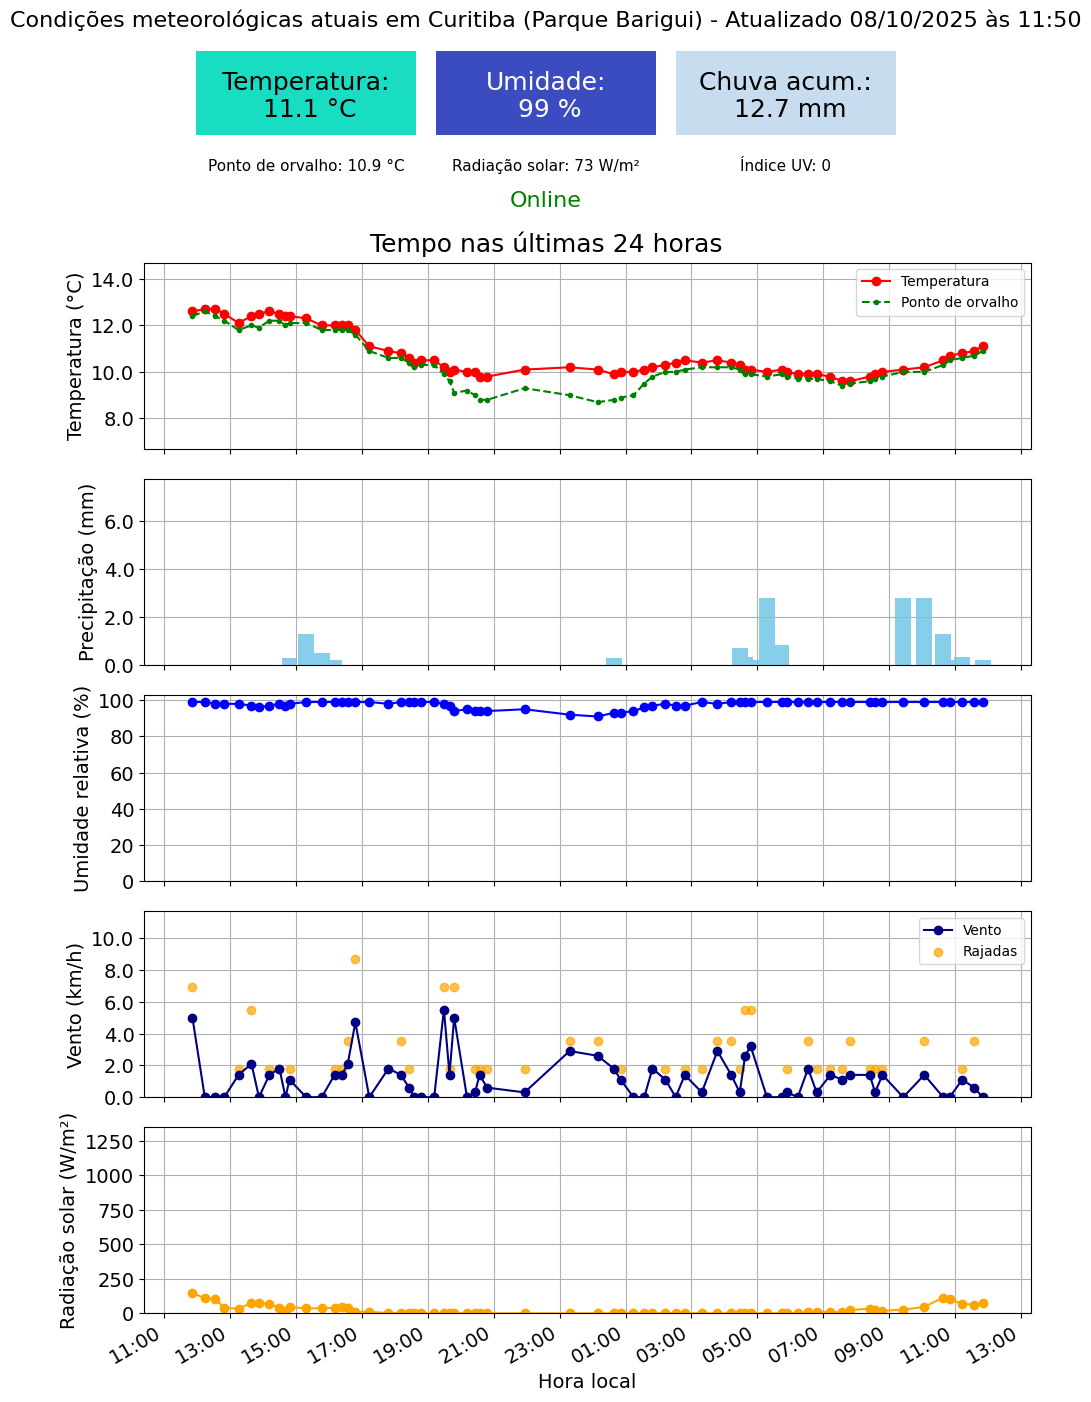 Condições meteorológicas atuais em Curitiba (Parque Barigui) - Atualizado 08/10/2025 às 11:50
Temperatura:
11.1 °C
Umidade:
99 %
Chuva acum.:
12.7 mm
Ponto de orvalho: 10.9 °C
Radiação solar: 73 W/m²
Índice UV: 0
Online
Tempo nas últimas 24 horas
Temperatura (°C)
14.0
12.0
10.0
8.0
Temperatura
Ponto de orvalho
Precipitação (mm)
6.0
4.0
2.0
0.0
Umidade relativa (%)
100
80
60
40
20
0
Vento (km/h)
10.0
8.0
6.0
4.0
2.0
0.0
Vento
Rajadas
Radiação solar (W/m²)
1250
1000
750
500
250
0
11:00
13:00
15:00
17:00
19:00
21:00
23:00
01:00
03:00
05:00
07:00
09:00
11:00
13:00
Hora local